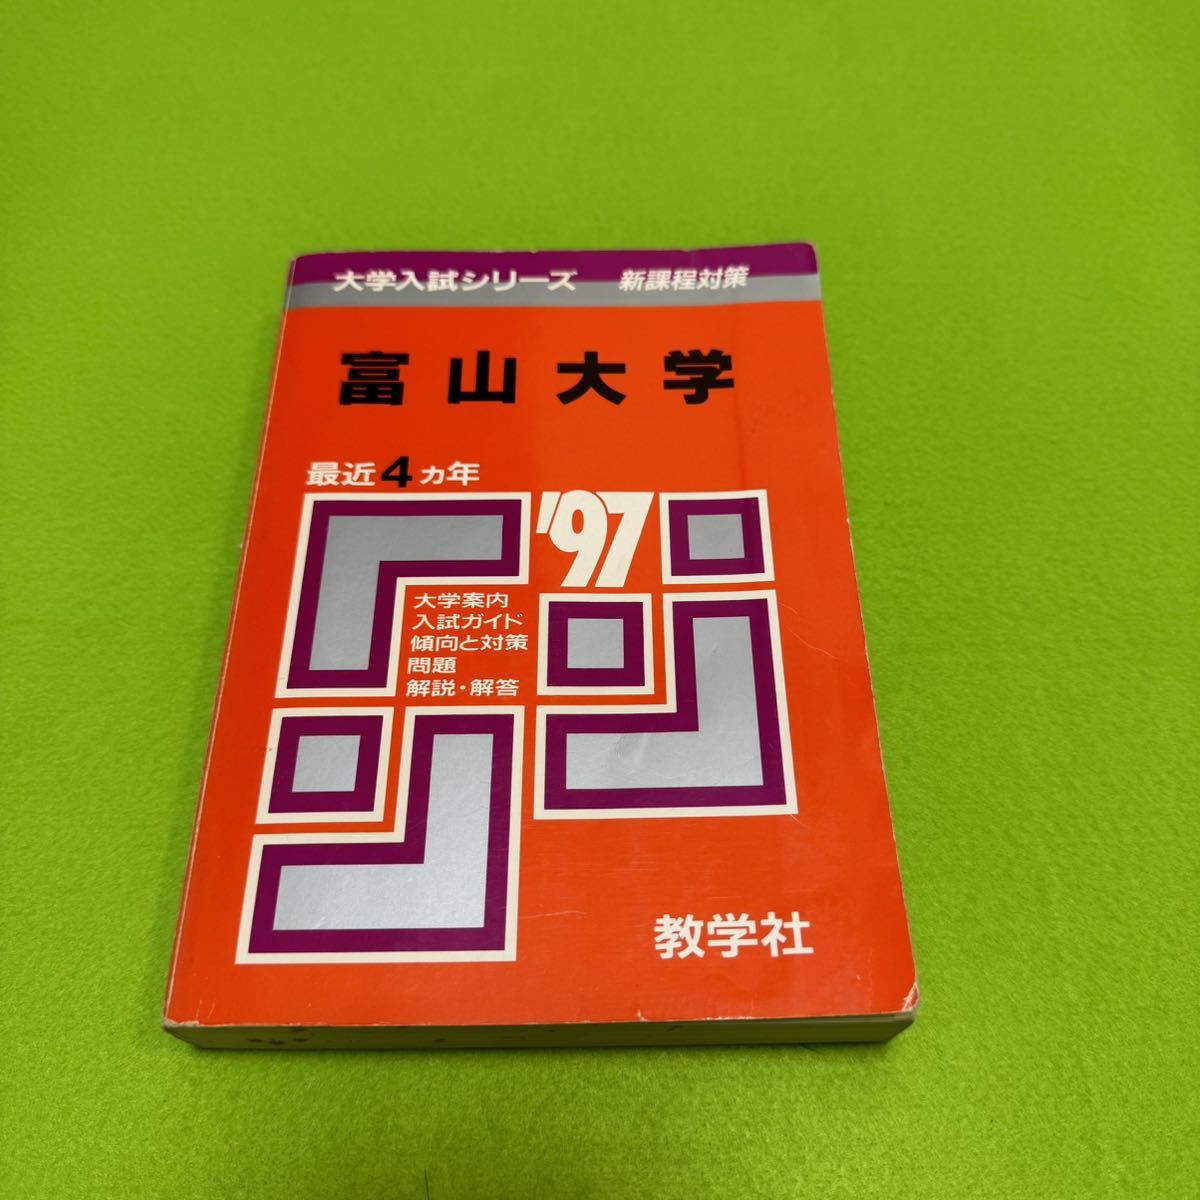 大学入試シリーズ 新課程対策
富山大学
最近4ヵ年
'97
大学案内
入試ガイド
傾向と対策
問題
解説・解答
教学社